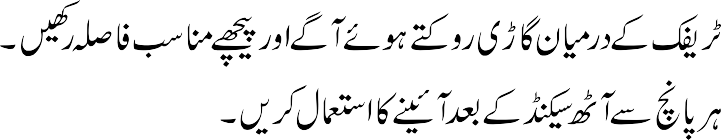 ٹریفک کے درمیان گاڑی روکتے ہوئے آگے اور پیچھے مناسب فاصلہ رکھیں۔
ہر پانچ سے آٹھ سیکنڈ کے بعد آئینے کا استعمال کریں۔